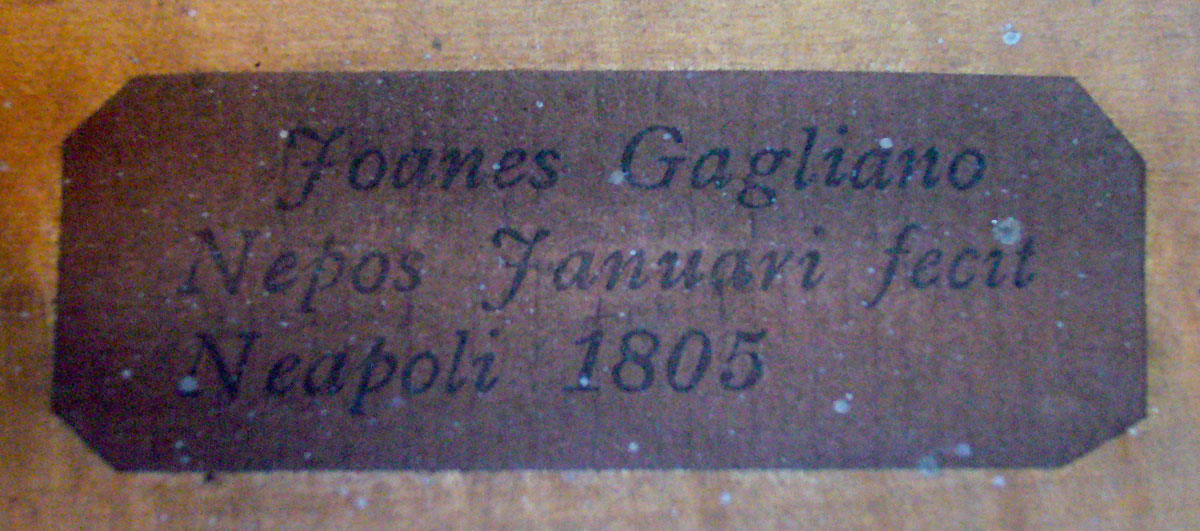 Joanes Gagliano
Nepos Januari fecit
Neapoli 1805